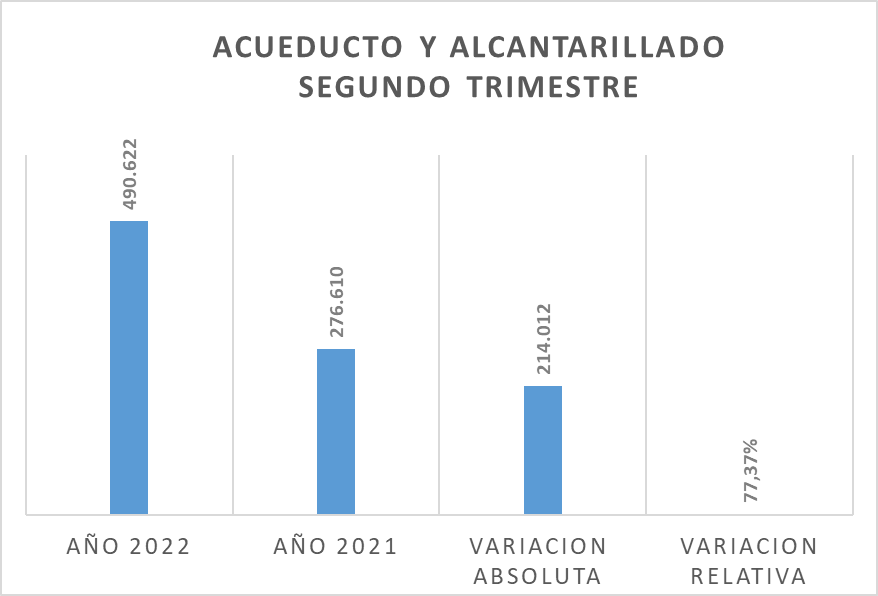 ACUEDUCTO Y ALCANTARILLADO
SEGUNDO TRIMESTRE
490.622
276.610
214.012
77,37%
AÑO 2022
AÑO 2021
VARIACION
ABSOLUTA
VARIACION
RELATIVA